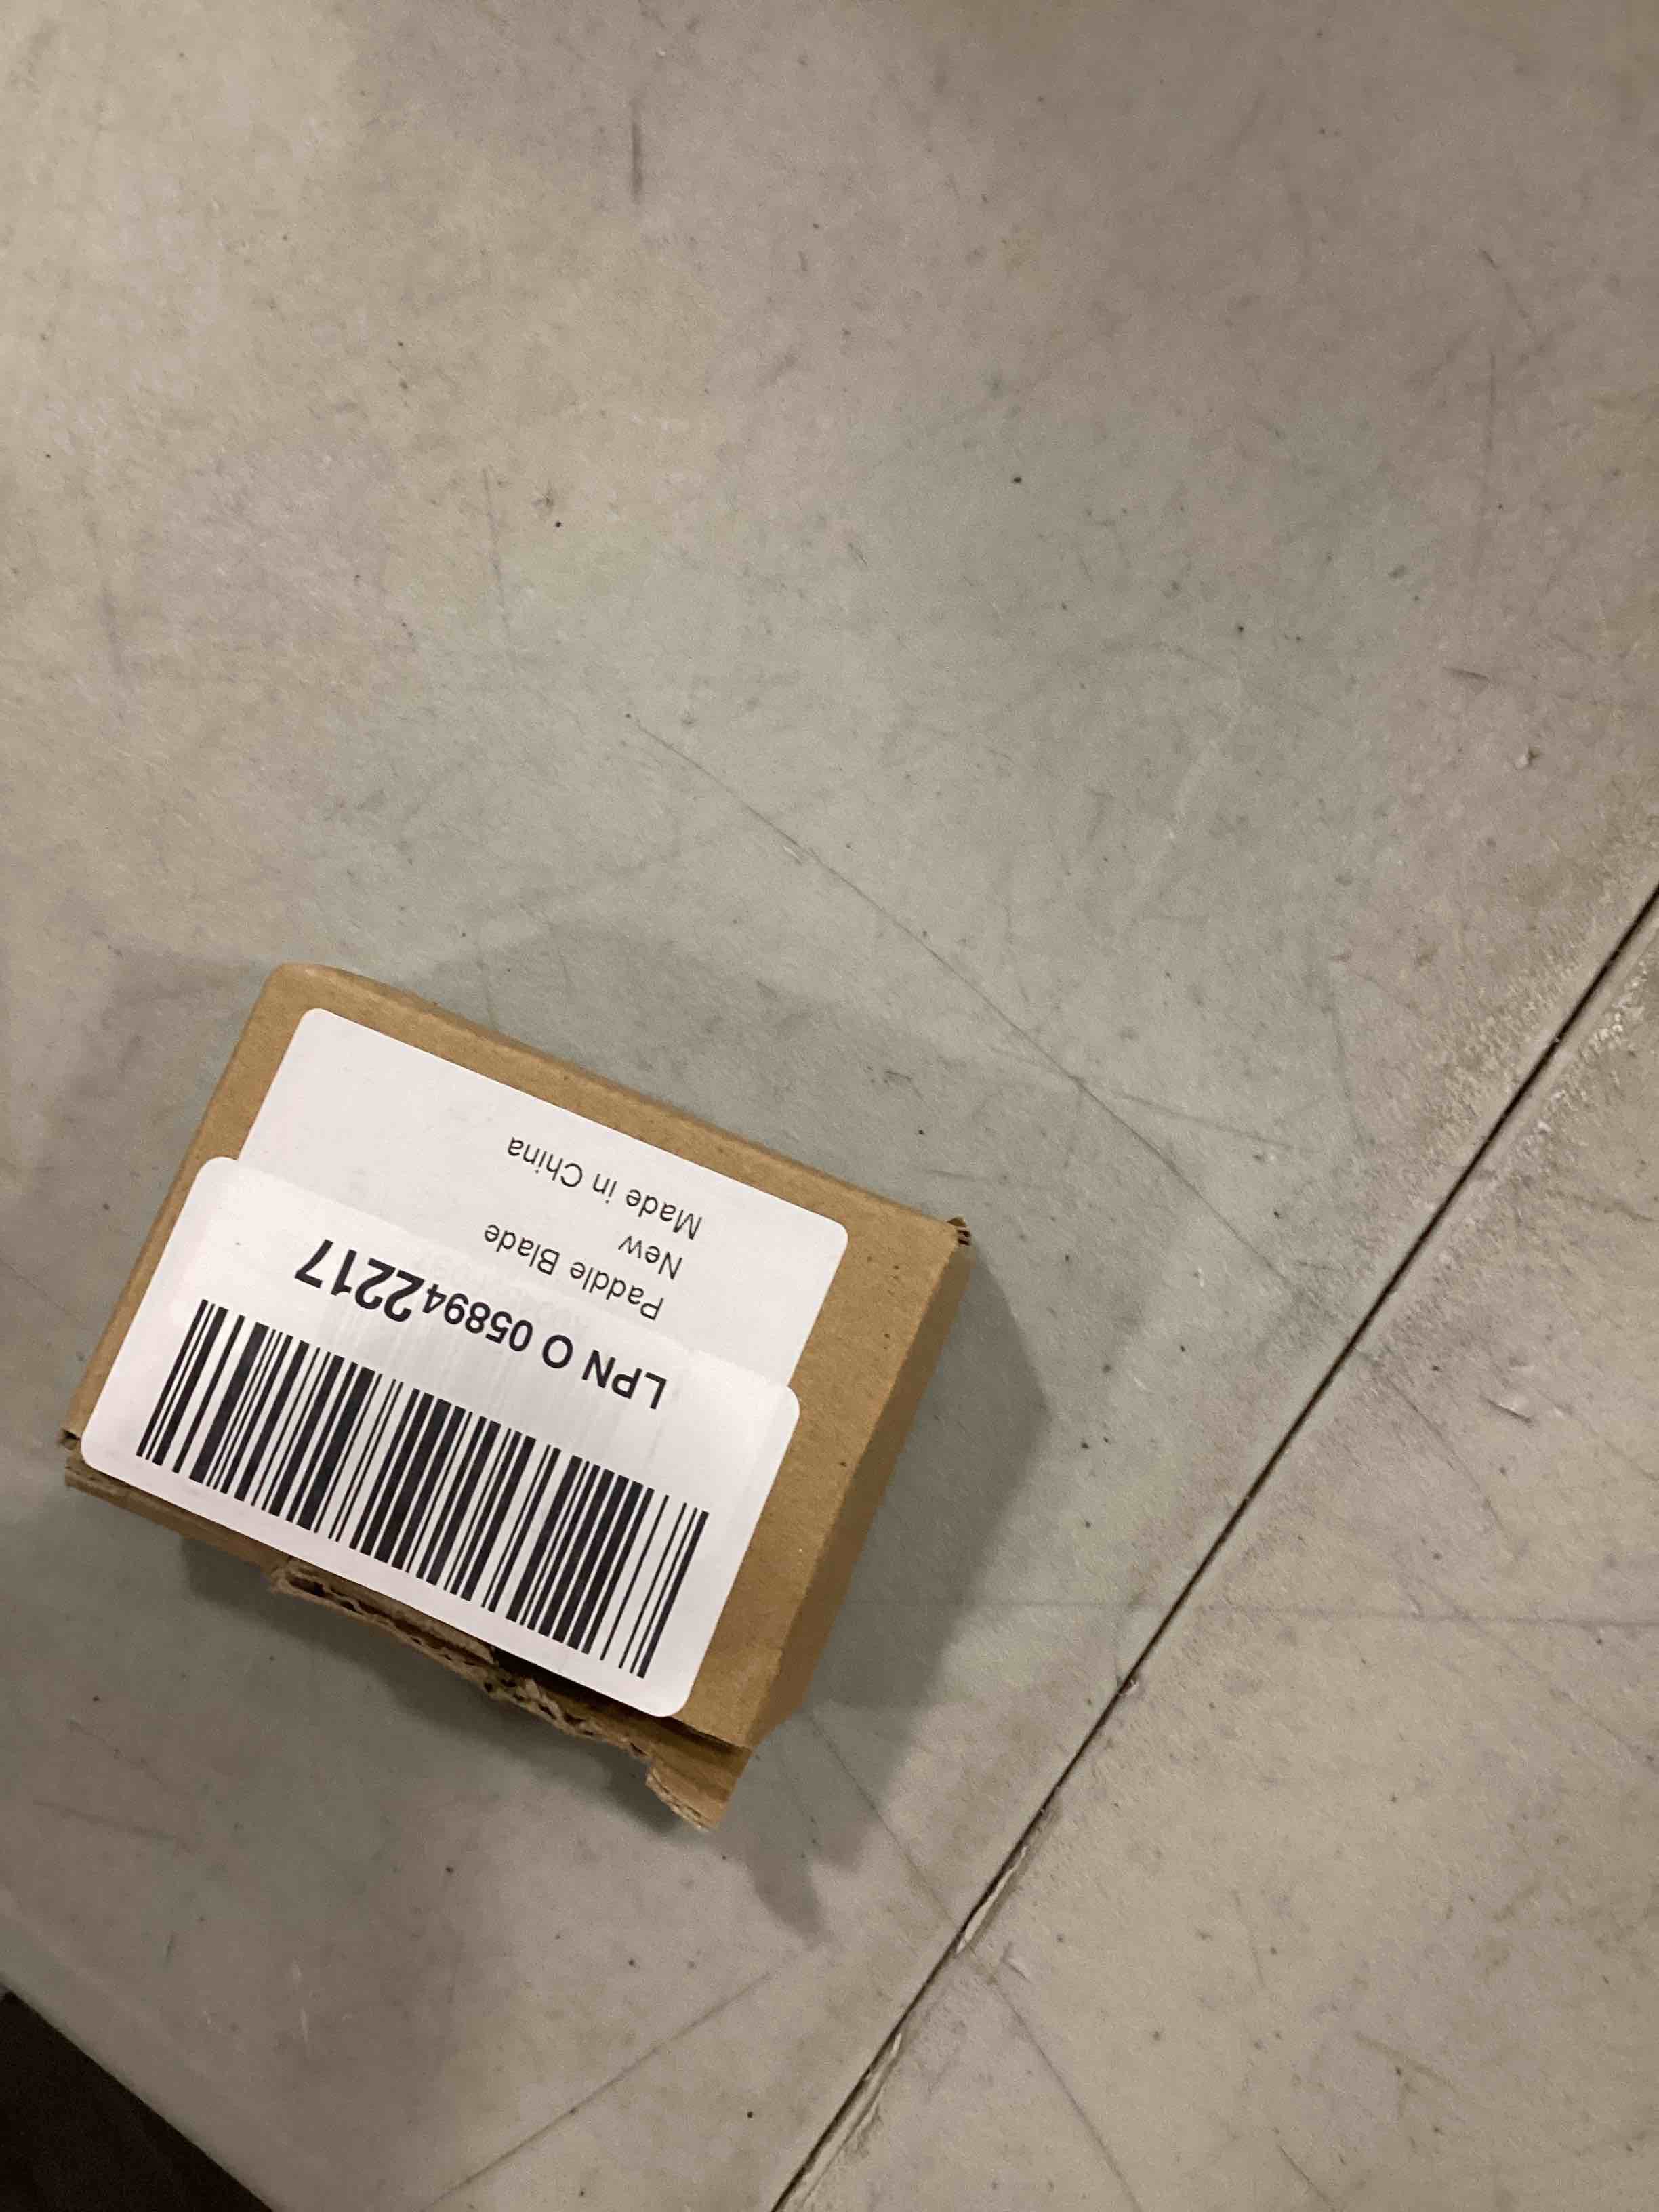 LPN O 058942217
Paddle Blade
New
Made in China